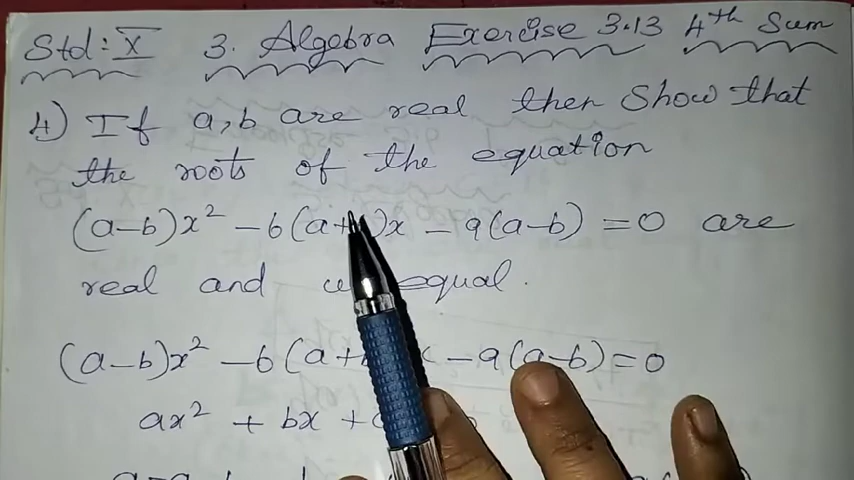 Std: X 3. Algebra Exercise 3.13 4th Sum
4) If a, b are real then Show that
the roots of the equation
(a-b)x² - 6(a+ )x - 9(a-b) = 0 are
real and equal.
(a-b)x² - 6(a+ - 9(a-b) = 0
ax² + bx +